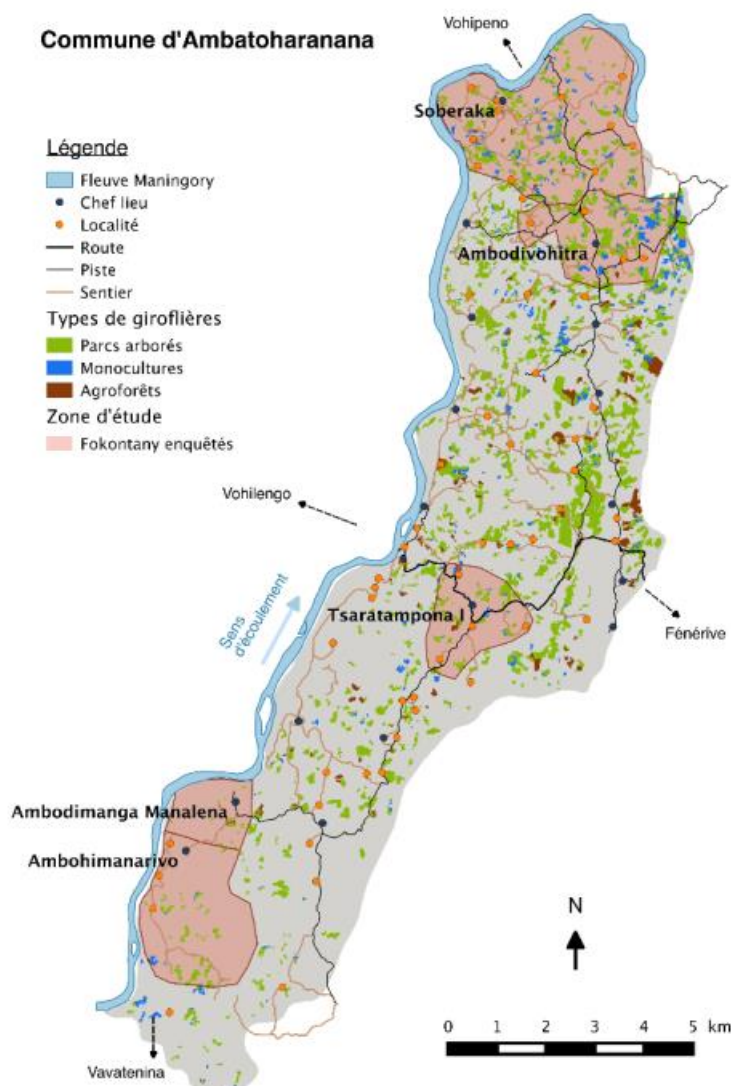 Commune d'Ambatoharanana
Vohipeno
Soberaka
Légende
Fleuve Maningory
Chef lieu
Localité
Route
Piste
Sentier
Types de giroflières
Parcs arborés
Monocultures
Agroforêts
Zone d'étude
Fokontany enquêtés
Ambodivohitra
Vohilengo
Sens
d'écoulement
Tsaratampona I
Fénérive
Ambodimanga Manalena
Ambohimanarivo
N
0 1 2 3 4 5 km
Vavatenina